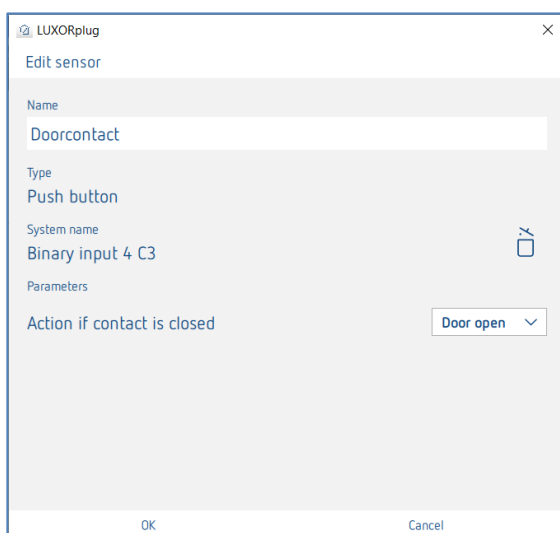 LUXORplug
Edit sensor
Name
Doorcontact
Type
Push button
System name
Binary input 4 C3
Parameters
Action if contact is closed Door open
OK Cancel